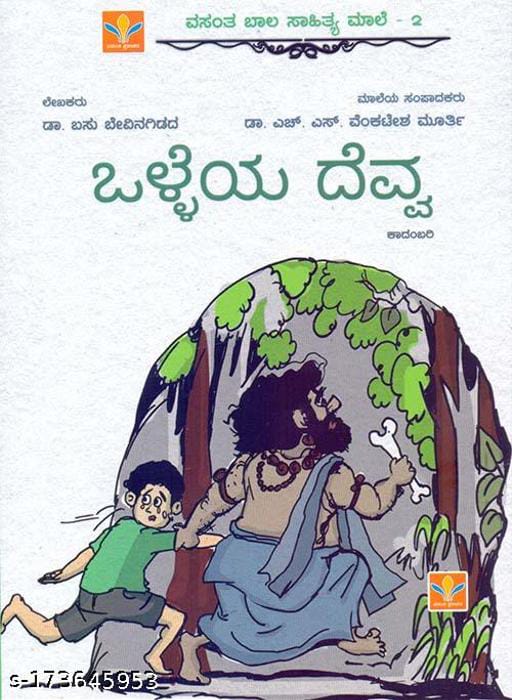 ವಸಂತ ಬಾಲ ಸಾಹಿತ್ಯ ಮಾಲೆ - 2
ಲೇಖಕರು
ಡಾ. ಬಸು ಬೇವಿನಗಿಡದ
ಮಾಲೆಯ ಸಂಪಾದಕರು
ಡಾ. ಎಚ್. ಎಸ್. ವೆಂಕಟೇಶ ಮೂರ್ತಿ
ಒಳ್ಳೆಯ ದೆವ್ವ
ಕಾದಂಬರಿ
s-173645953